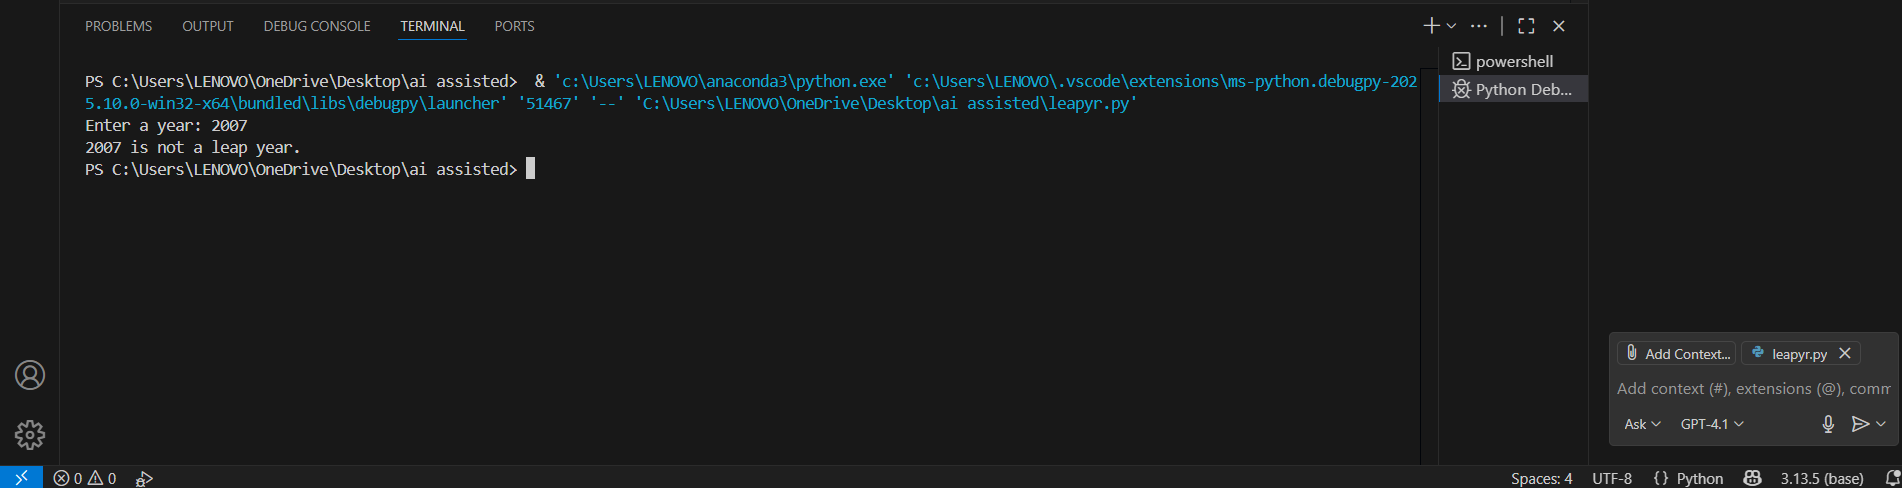 PROBLEMS OUTPUT DEBUG CONSOLE TERMINAL PORTS
PS C:\Users\LENOVO\OneDrive\Desktop\ai assisted>  & 'c:\Users\LENOVO\anaconda3\python.exe' 'c:\Users\LENOVO\.vscode\extensions\ms-python.debugpy-202
5.10.0-win32-x64\bundled\libs\debugpy\launcher' '51467' '--' 'C:\Users\LENOVO\OneDrive\Desktop\ai assisted\leapyr.py'
Enter a year: 2007
2007 is not a leap year.
PS C:\Users\LENOVO\OneDrive\Desktop\ai assisted>
powershell
Python Deb...
Add Context... leapyr.py
Add context (#), extensions (@), comm
Ask GPT-4.1
0 0 Spaces: 4 UTF-8 {} Python 3.13.5 (base)